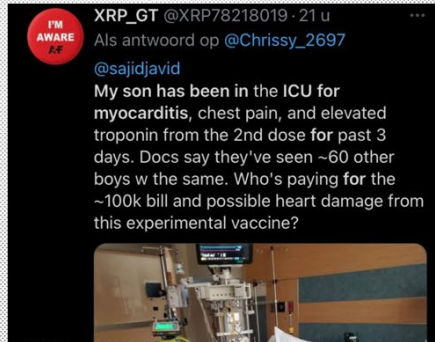 I'M
AWARE
XRP_GT @XRP78218019 · 21 u
Als antwoord op @Chrissy_2697
@sajidjavid
My son has been in the ICU for
myocarditis, chest pain, and elevated
troponin from the 2nd dose for past 3
days. Docs say they've seen ~60 other
boys w the same. Who's paying for the
~100k bill and possible heart damage from
this experimental vaccine?